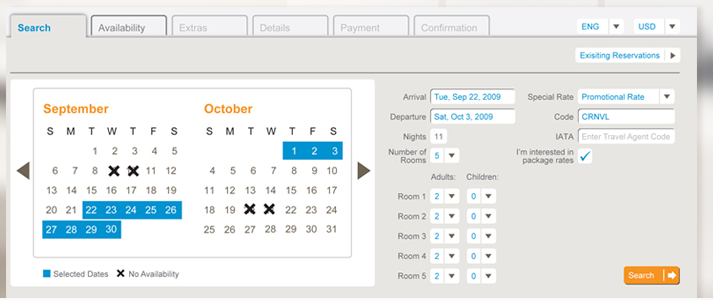 Search Availability Extras Details Payment Confirmation ENG USD
Exisiting Reservations
September
S M T W T F S
1 2 3 4 5
6 7 8 11 12
13 14 15 16 17 18 19
20 21 22 23 24 25 26
27 28 29 30
October
S M T W T F S
1 2 3
4 5 6 7 8 9 10
11 12 13 14 15 16 17
18 19 22 23 24
25 26 27 28 29 30 31
Selected Dates No Availability
Arrival Tue, Sep 22, 2009 Special Rate Promotional Rate
Departure Sat, Oct 3, 2009 Code CRNVL
Nights 11 IATA Enter Travel Agent Code
Number of
Rooms 5
I'm interested in
package rates
Adults: Children:
Room 1 2 0
Room 2 2 0
Room 3 2 0
Room 4 2 0
Room 5 2 0
Search